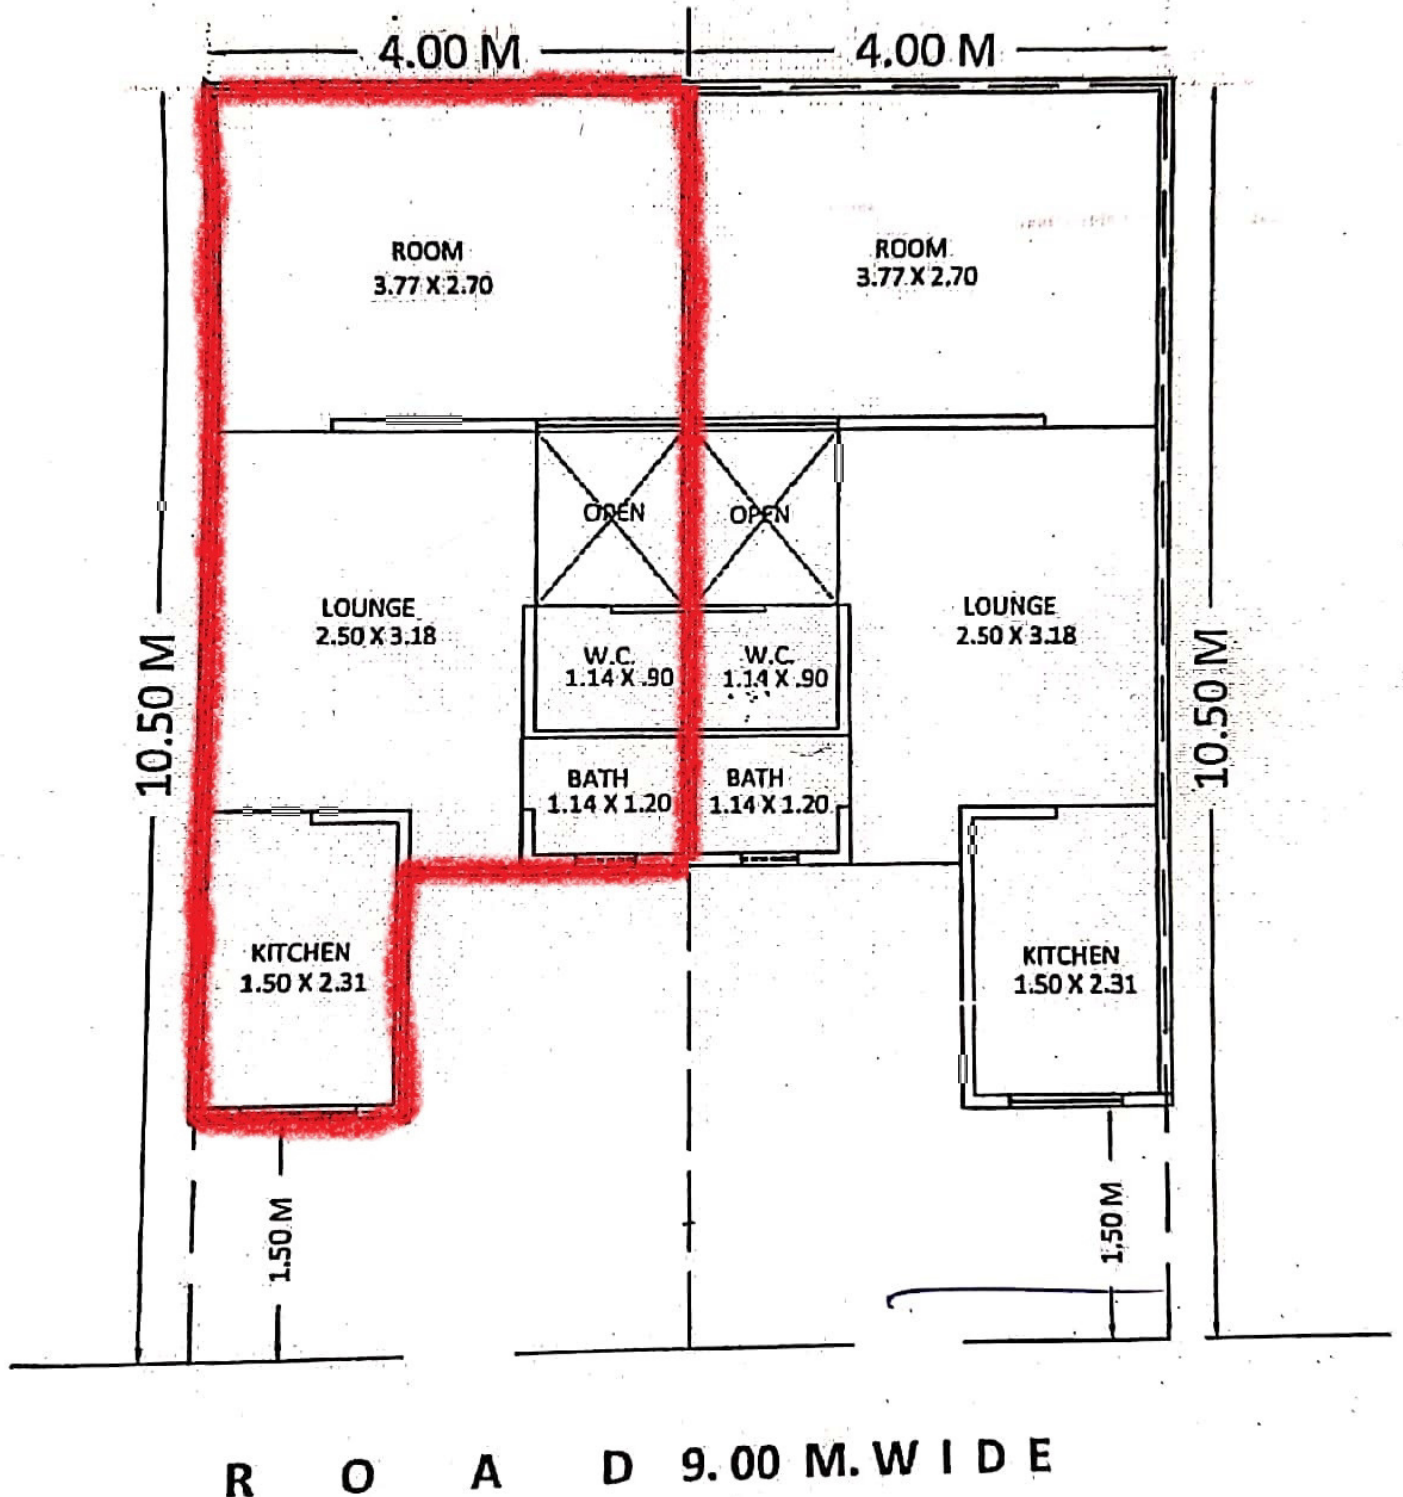 4.00 M
4.00 M
ROOM
3.77 X 2.70
ROOM
3.77 X 2.70
OPEN
OPEN
LOUNGE
2.50 X 3.18
W.C.
1.14 X .90
W.C.
1.14 X .90
LOUNGE
2.50 X 3.18
10.50 M
10.50 M
BATH
1.14 X 1.20
BATH
1.14 X 1.20
KITCHEN
1.50 X 2.31
KITCHEN
1.50 X 2.31
1.50 M
1.50 M
ROAD 9.00 M. WIDE